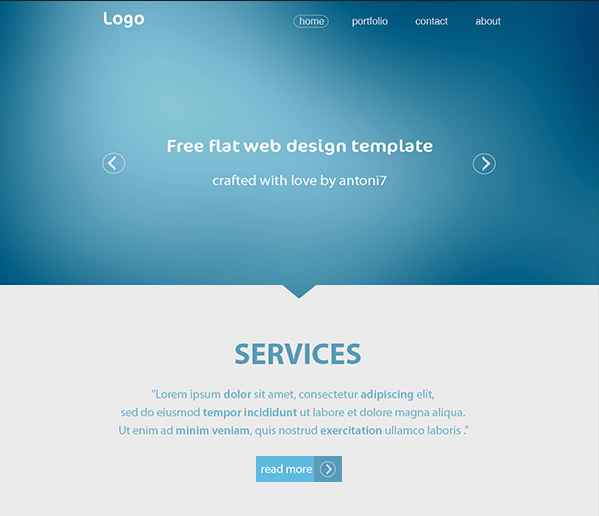 Logo
home portfolio contact about
Free flat web design template
crafted with love by antoni7
SERVICES
"Lorem ipsum dolor sit amet, consectetur adipiscing elit,
sed do eiusmod tempor incididunt ut labore et dolore magna aliqua.
Ut enim ad minim veniam, quis nostrud exercitation ullamco laboris ."
read more